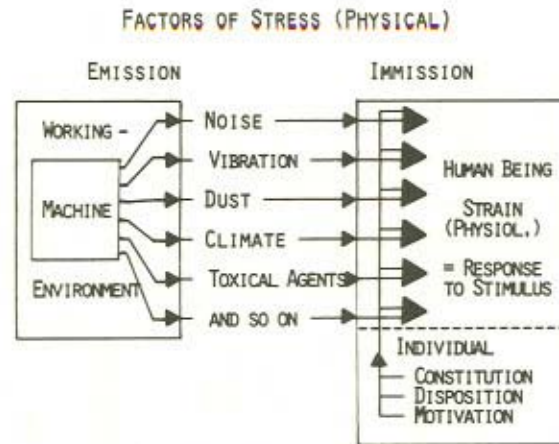 FACTORS OF STRESS (PHYSICAL)
EMISSION
IMMISSION
WORKING -
MACHINE
ENVIRONMENT
NOISE
VIBRATION
DUST
CLIMATE
TOXICAL AGENTS
AND SO ON
HUMAN BEING
STRAIN
(PHYSIOL.)
= RESPONSE
TO STIMULUS
INDIVIDUAL
CONSTITUTION
DISPOSITION
MOTIVATION